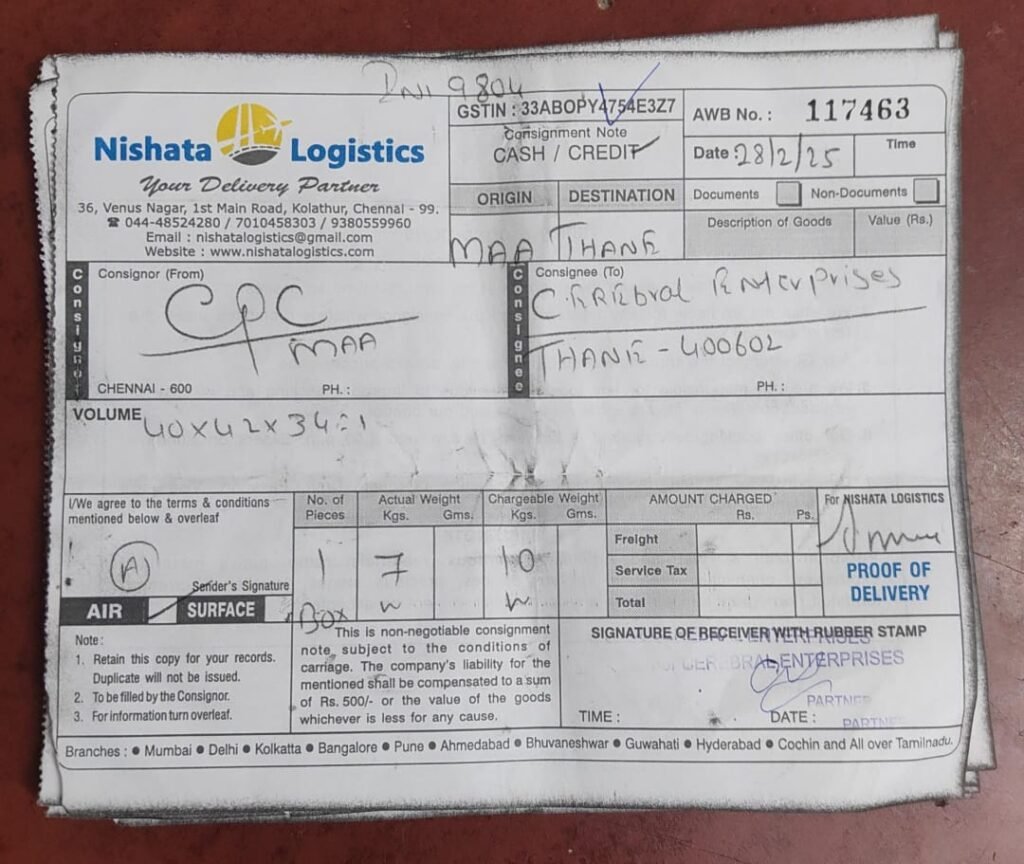 DNI 9804
Nishata Logistics
Your Delivery Partner
36, Venus Nagar, 1st Main Road, Kolathur, Chennai - 99.
☎ 044-48524280 / 7010458303 / 9380559960
Email : nishatalogistics@gmail.com
Website : www.nishatalogistics.com
GSTIN : 33ABOPY4754E3Z7
Consignment Note
CASH / CREDIT
AWB No. : 117463
Date : 28/2/25
Time
ORIGIN DESTINATION
MAA THANE
Documents Non-Documents
Description of Goods Value (Rs.)
Consignor
Consignor (From)
CPC
MAA
CHENNAI - 600 PH. :
Consignee
Consignee (To)
CEREbral Enterprises
THANE - 400602
PH. :
VOLUME 40x42x34=1
I/We agree to the terms & conditions
mentioned below & overleaf
A
Sender's Signature
AIR SURFACE
No. of Pieces
1
Box
Actual Weight
Kgs. Gms.
7
Chargeable Weight
Kgs. Gms.
10
AMOUNT CHARGED
Rs. Ps.
Freight
Service Tax
Total
For NISHATA LOGISTICS
PROOF OF
DELIVERY
Note :
1. Retain this copy for your records.
Duplicate will not be issued.
2. To be filled by the Consignor.
3. For information turn overleaf.
This is non-negotiable consignment
note, subject to the conditions of
carriage. The company's liability for the
mentioned shall be compensated to a sum
of Rs. 500/- or the value of the goods
whichever is less for any cause.
SIGNATURE OF RECEIVER WITH RUBBER STAMP
CEREBRAL ENTERPRISES
PARTNER
PARTNER
TIME : DATE :
Branches : ● Mumbai ● Delhi ● Kolkatta ● Bangalore ● Pune ● Ahmedabad ● Bhuvaneshwar ● Guwahati ● Hyderabad ● Cochin and All over Tamilnadu.